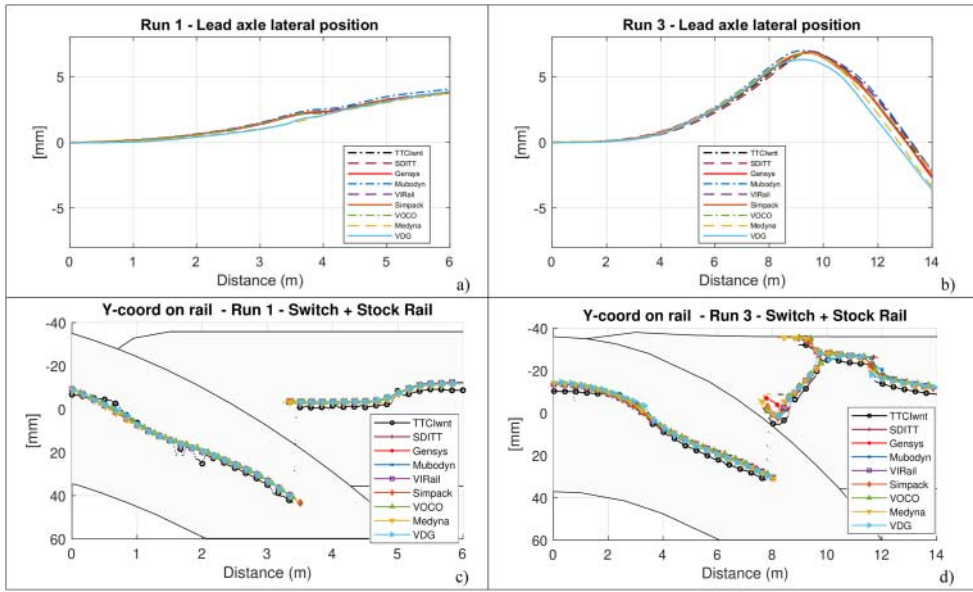 Run 1 - Lead axle lateral position
[mm]
5
0
-5
TTCIwnt
SDITT
Gensys
Mubodyn
VIRail
Simpack
VOCO
Medyna
VDG
0 1 2 3 4 5 6
Distance (m)
a)
Run 3 - Lead axle lateral position
[mm]
5
0
-5
TTCIwnt
SDITT
Gensys
Mubodyn
VIRail
Simpack
VOCO
Medyna
VDG
0 2 4 6 8 10 12 14
Distance (m)
b)
Y-coord on rail - Run 1 - Switch + Stock Rail
[mm]
-40
-20
0
20
40
60
TTCIwnt
SDITT
Gensys
Mubodyn
VIRail
Simpack
VOCO
Medyna
VDG
0 1 2 3 4 5 6
Distance (m)
c)
Y-coord on rail - Run 3 - Switch + Stock Rail
[mm]
-40
-20
0
20
40
60
TTCIwnt
SDITT
Gensys
Mubodyn
VIRail
Simpack
VOCO
Medyna
VDG
0 2 4 6 8 10 12 14
Distance (m)
d)